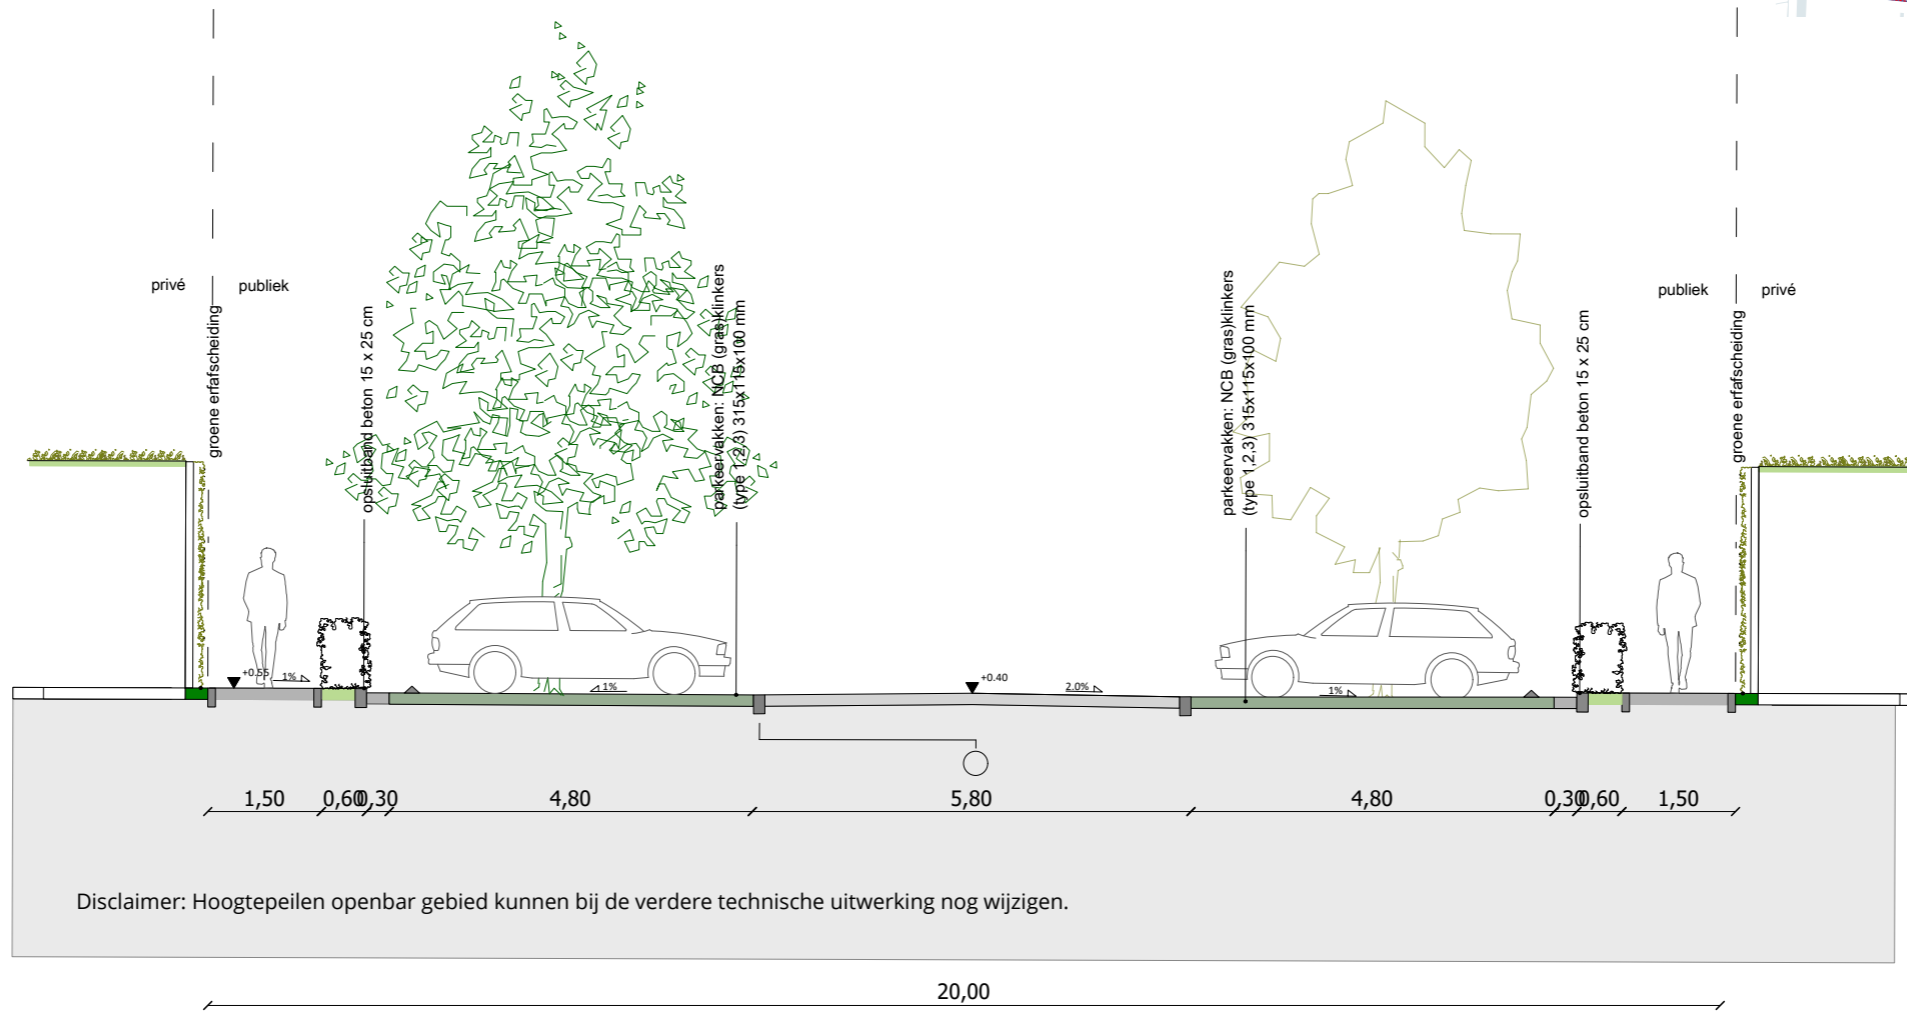 privé
publiek
groene erfafscheiding
opsluitband beton 15 x 25 cm
parkeervakken: NCB (gras)klinkers
(type 1,2,3) 315x115x100 mm
parkeervakken: NCB (gras)klinkers
(type 1,2,3) 315x115x100 mm
opsluitband beton 15 x 25 cm
publiek
privé
groene erfafscheiding
+0.55
1%
1%
+0.40
2.0%
1%
1,50
0,60
0,30
4,80
5,80
4,80
0,30
0,60
1,50
Disclaimer: Hoogtepeilen openbar gebied kunnen bij de verdere technische uitwerking nog wijzigen.
20,00